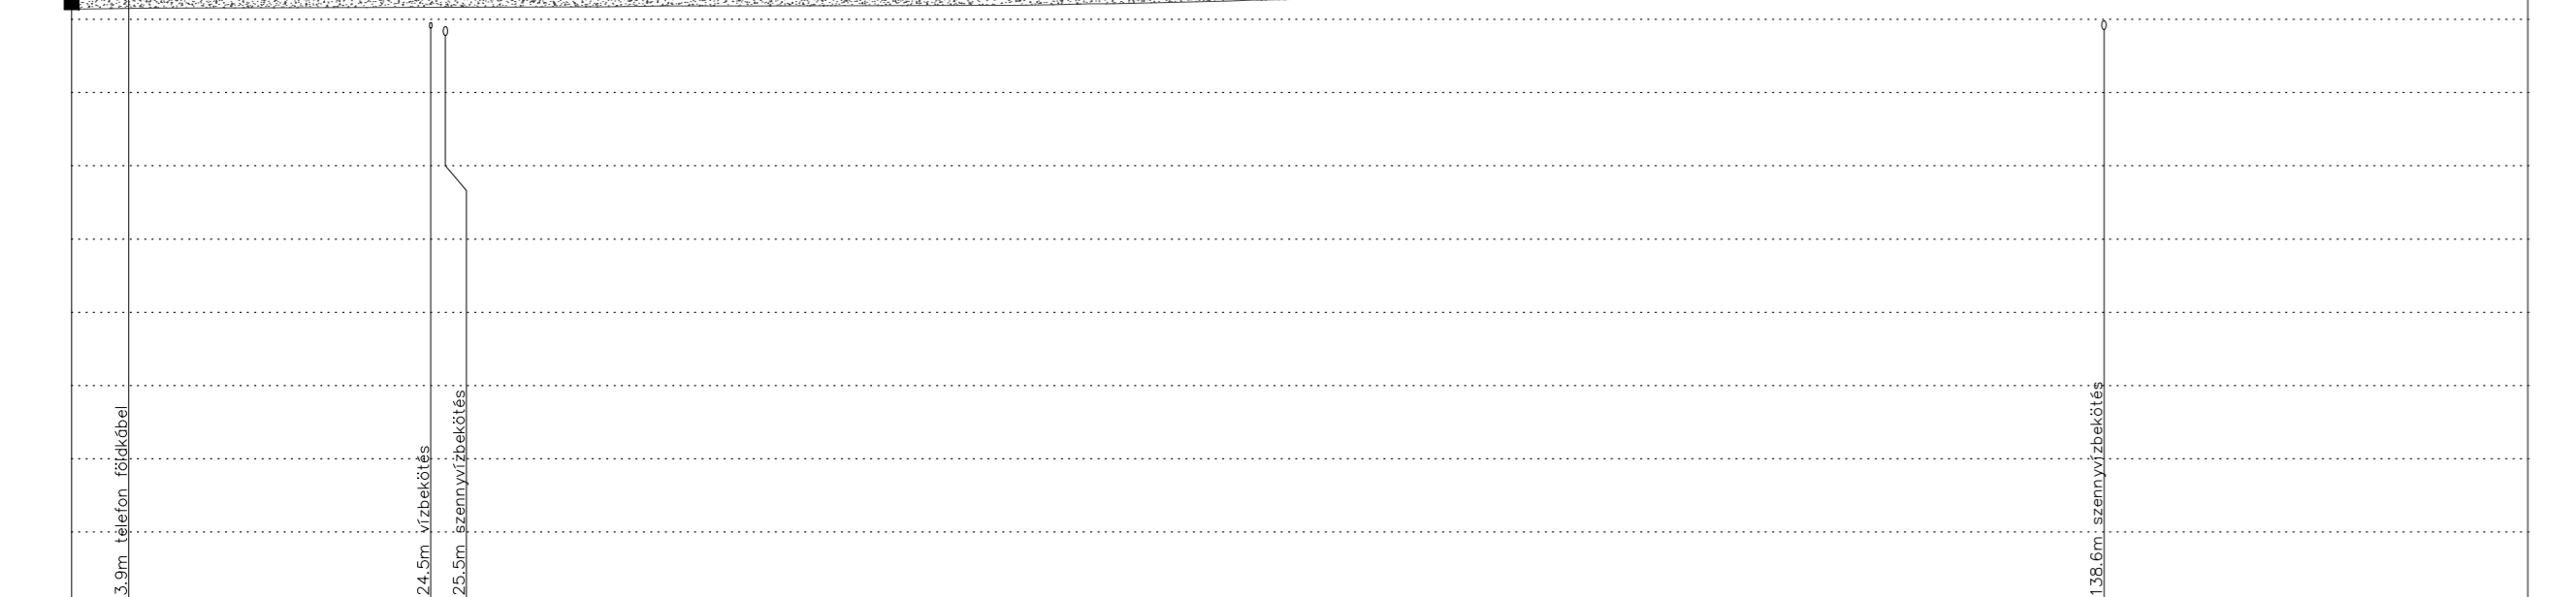 3.9m telefon földkábel
24.5m vízbekötés
25.5m szennyvízbekötés
138.6m szennyvízbekötés